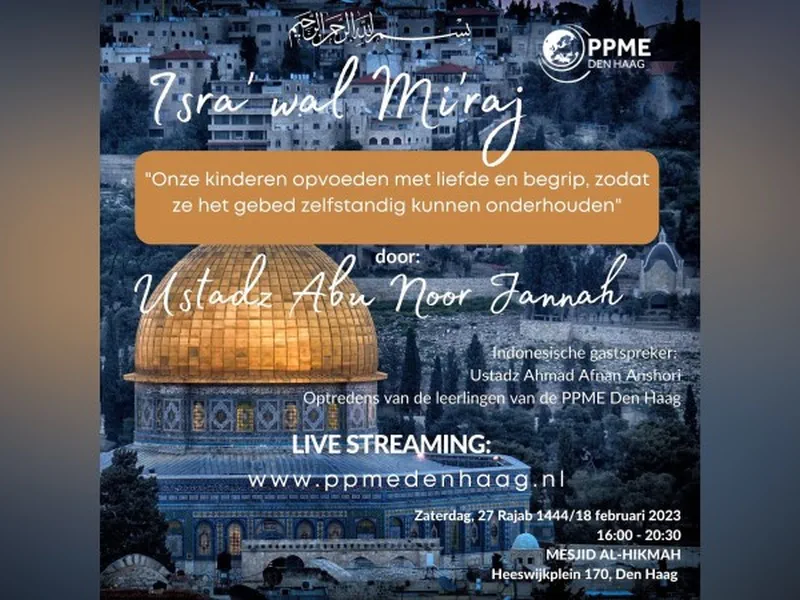 بسم الله الرحمن الرحيم
PPME
DEN HAAG
Isra' wal Mi'raj
"Onze kinderen opvoeden met liefde en begrip, zodat
ze het gebed zelfstandig kunnen onderhouden"
door:
Ustadz Abu Noor Jannah
Indonesische gastspreker:
Ustadz Ahmad Afnan Anshori
Optredens van de leerlingen van de PPME Den Haag
LIVE STREAMING:
www.ppmedenhaag.nl
Zaterdag, 27 Rajab 1444/18 februari 2023
16:00 - 20:30
MESJID AL-HIKMAH
Heeswijkplein 170, Den Haag